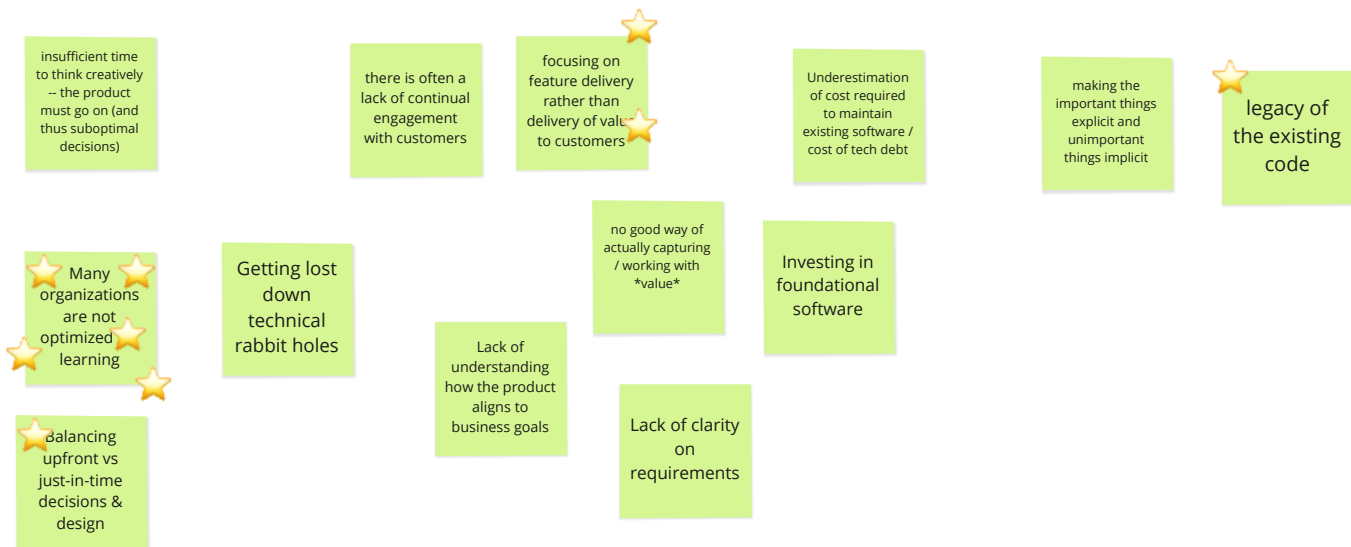 insufficient time
to think creatively
-- the product
must go on (and
thus suboptimal
decisions)
there is often a
lack of continual
engagement
with customers
focusing on
feature delivery
rather than
delivery of value
to customers
Underestimation
of cost required
to maintain
existing software /
cost of tech debt
making the
important things
explicit and
unimportant
things implicit
legacy of
the existing
code
Many
organizations
are not
optimized
learning
Getting lost
down
technical
rabbit holes
Lack of
understanding
how the product
aligns to
business goals
no good way of
actually capturing
/ working with
*value*
Investing in
foundational
software
Lack of clarity
on
requirements
Balancing
upfront vs
just-in-time
decisions &
design